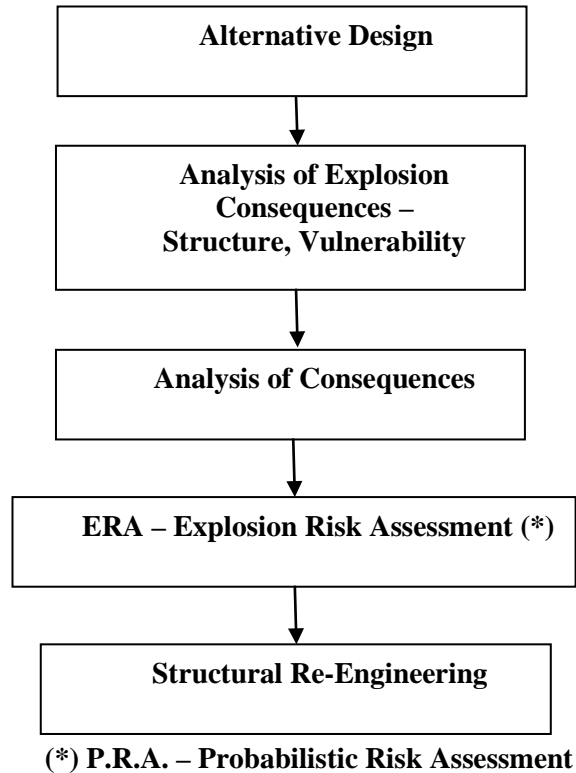 Alternative Design
Analysis of Explosion
Consequences –
Structure, Vulnerability
Analysis of Consequences
ERA – Explosion Risk Assessment (*)
Structural Re-Engineering
(*) P.R.A. – Probabilistic Risk Assessment